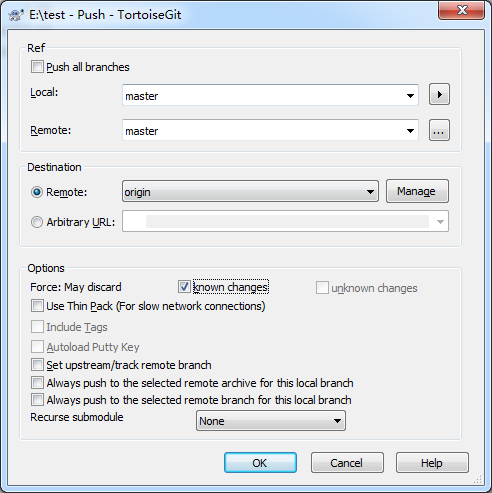 E:\test - Push - TortoiseGit
Ref
Push all branches
Local:
master
Remote:
master
...
Destination
Remote:
origin
Manage
Arbitrary URL:
Options
Force: May discard
known changes
unknown changes
Use Thin Pack (For slow network connections)
Include Tags
Autoload Putty Key
Set upstream/track remote branch
Always push to the selected remote archive for this local branch
Always push to the selected remote branch for this local branch
Recurse submodule
None
OK
Cancel
Help